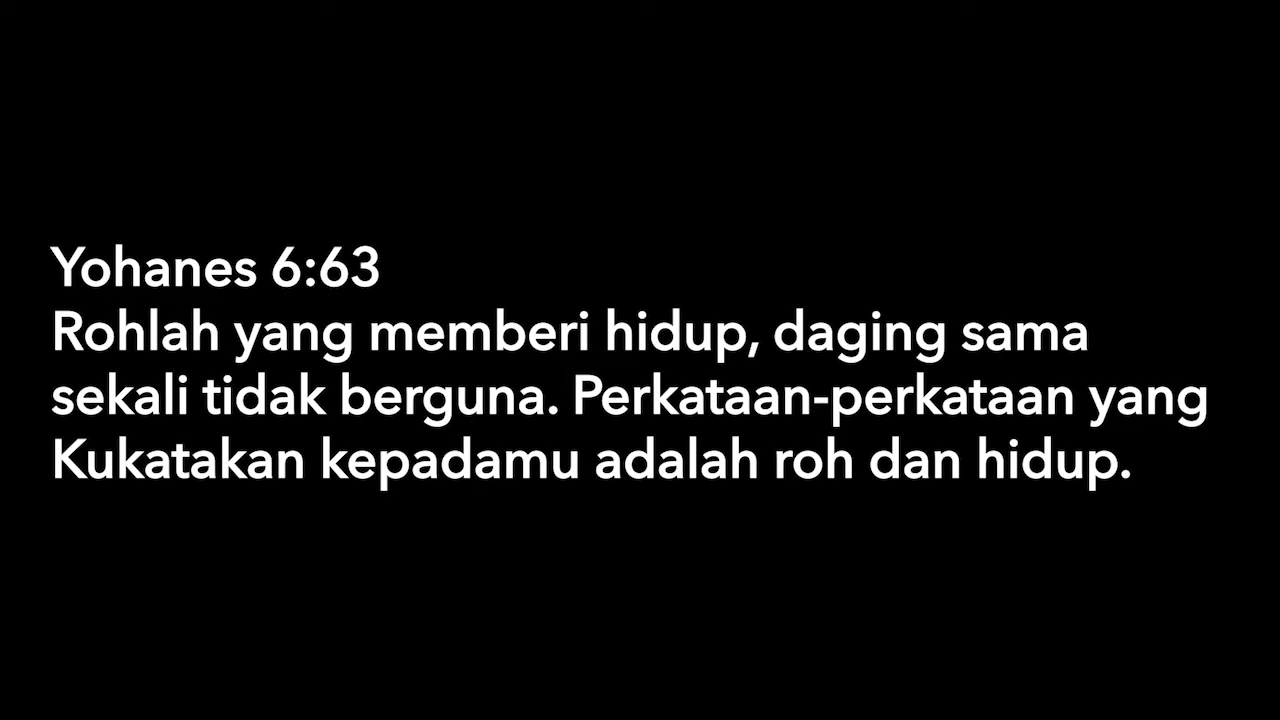 Yohanes 6:63
Rohlah yang memberi hidup, daging sama
sekali tidak berguna. Perkataan-perkataan yang
Kukatakan kepadamu adalah roh dan hidup.